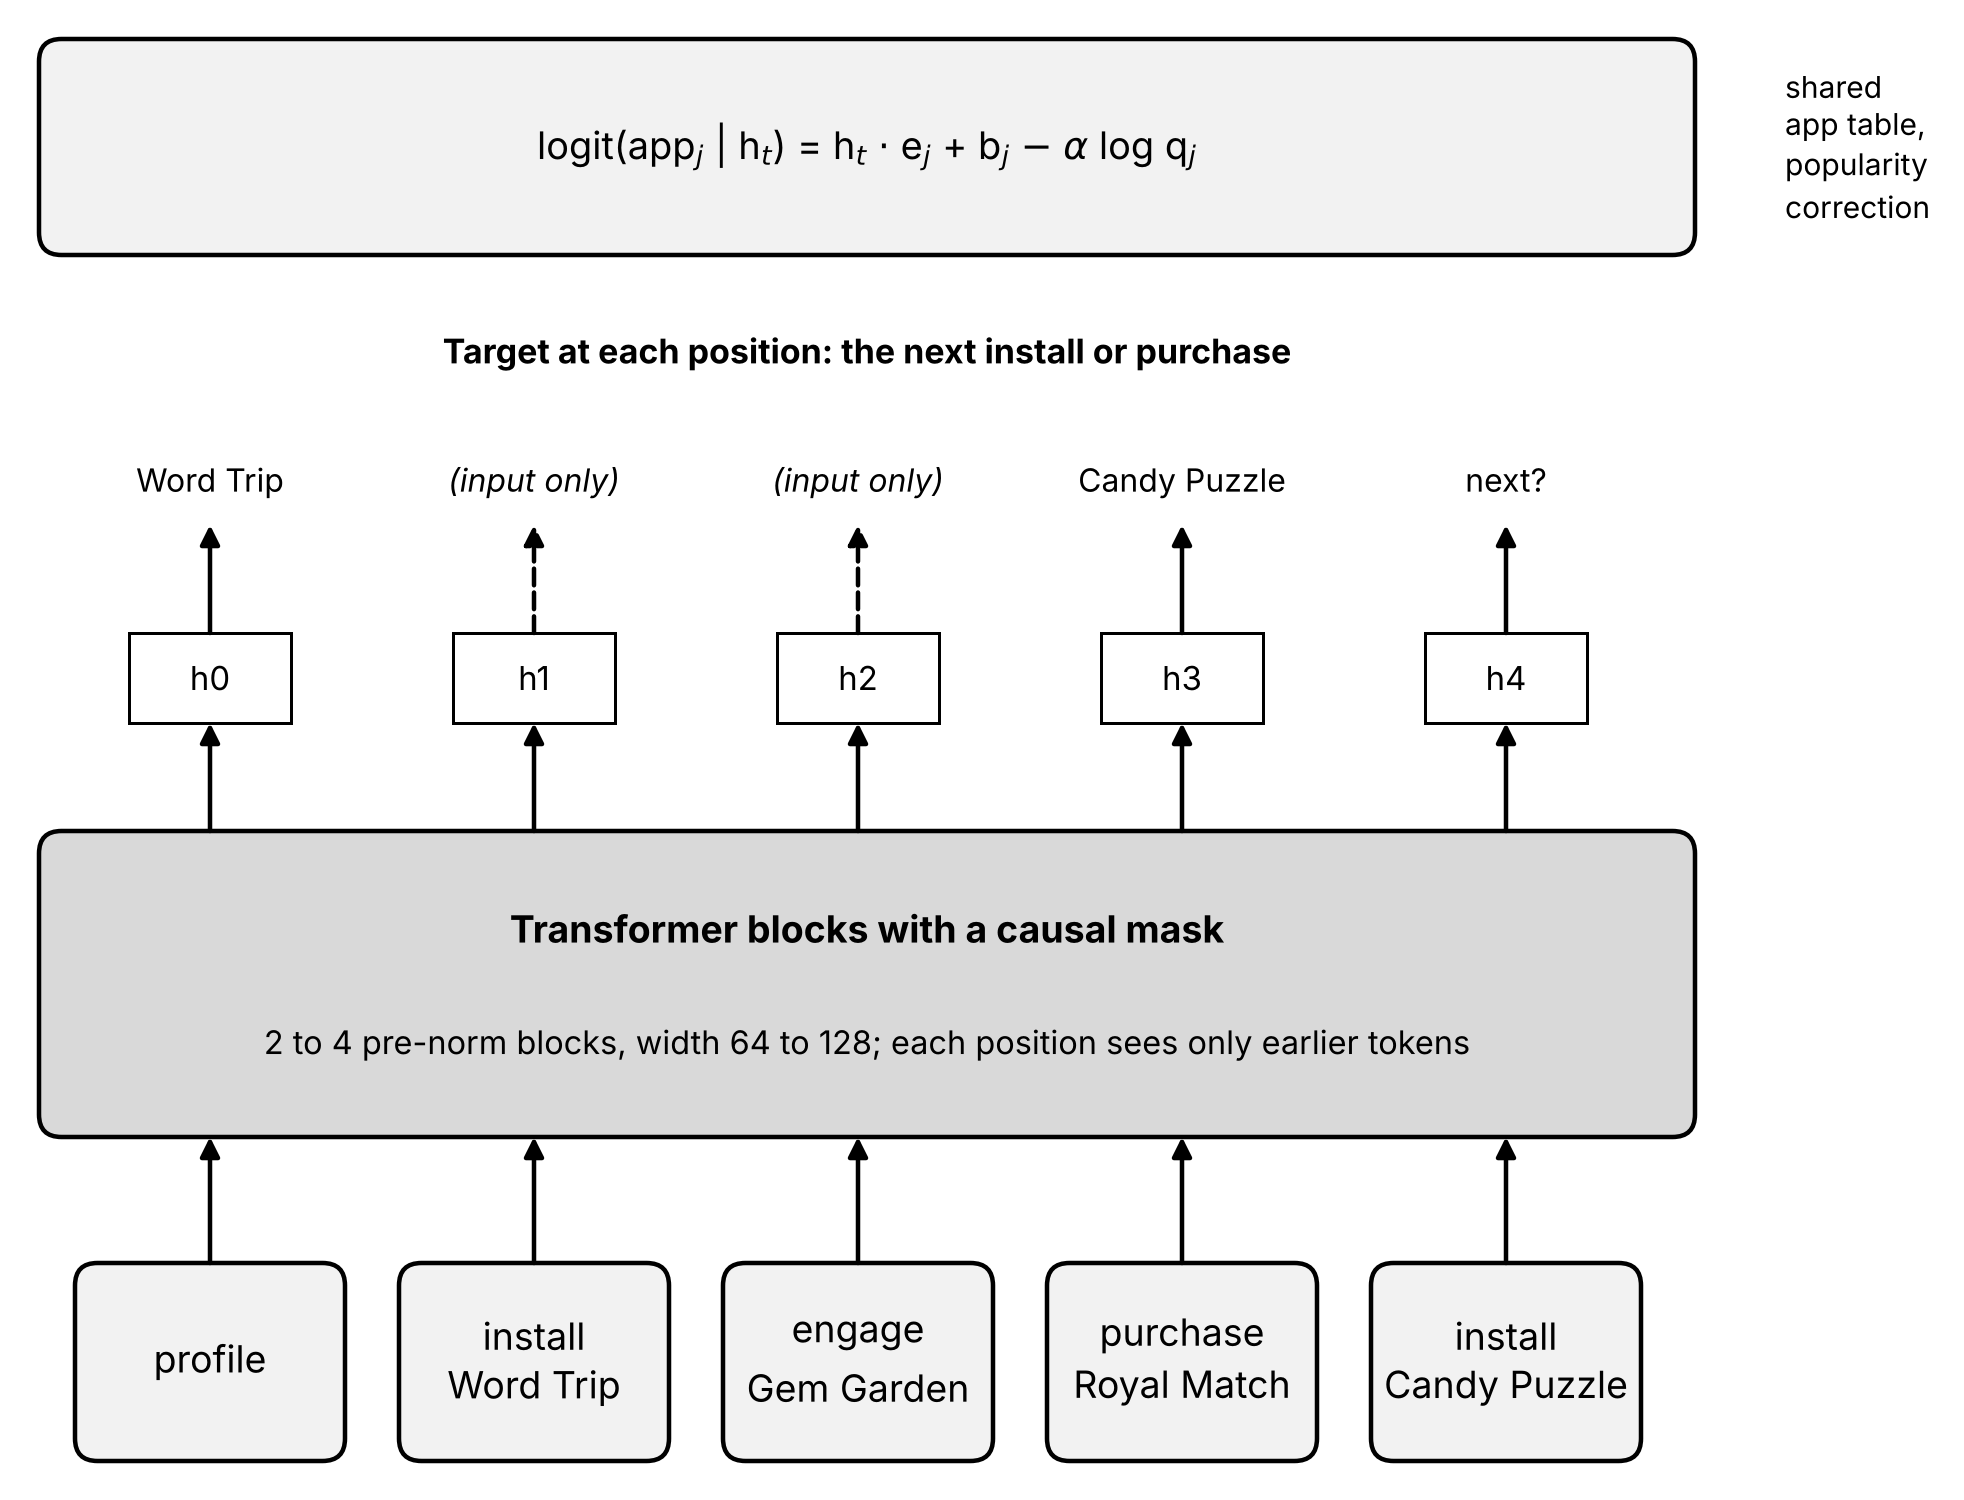 logit(appⱼ | hₜ) = hₜ · eⱼ + bⱼ − α log qⱼ
shared
app table,
popularity
correction
Target at each position: the next install or purchase
Word Trip
(input only)
(input only)
Candy Puzzle
next?
h0
h1
h2
h3
h4
Transformer blocks with a causal mask
2 to 4 pre-norm blocks, width 64 to 128; each position sees only earlier tokens
profile
install
Word Trip
engage
Gem Garden
purchase
Royal Match
install
Candy Puzzle